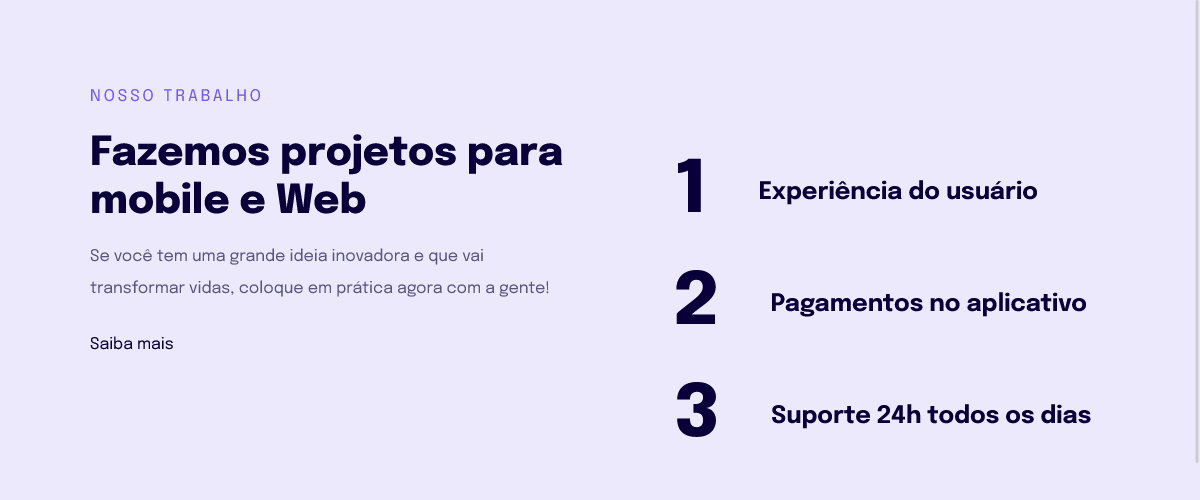 NOSSO TRABALHO
Fazemos projetos para
mobile e Web
Se você tem uma grande ideia inovadora e que vai
transformar vidas, coloque em prática agora com a gente!
Saiba mais
1 Experiência do usuário
2 Pagamentos no aplicativo
3 Suporte 24h todos os dias